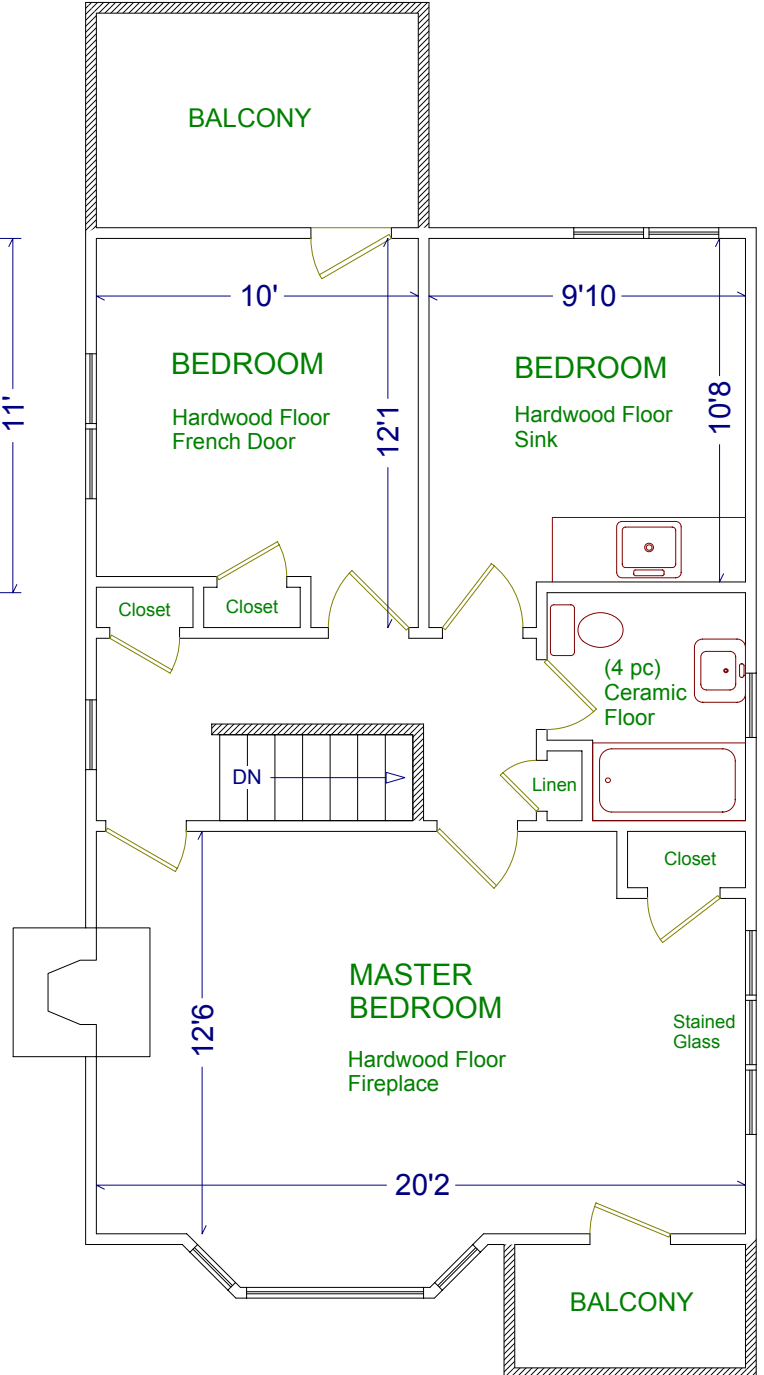 BALCONY
10'
9'10
BEDROOM
Hardwood Floor
French Door
12'1
BEDROOM
Hardwood Floor
Sink
10'8
11'
Closet
Closet
(4 pc)
Ceramic
Floor
DN
Linen
Closet
MASTER
BEDROOM
Hardwood Floor
Fireplace
12'6
Stained
Glass
20'2
BALCONY